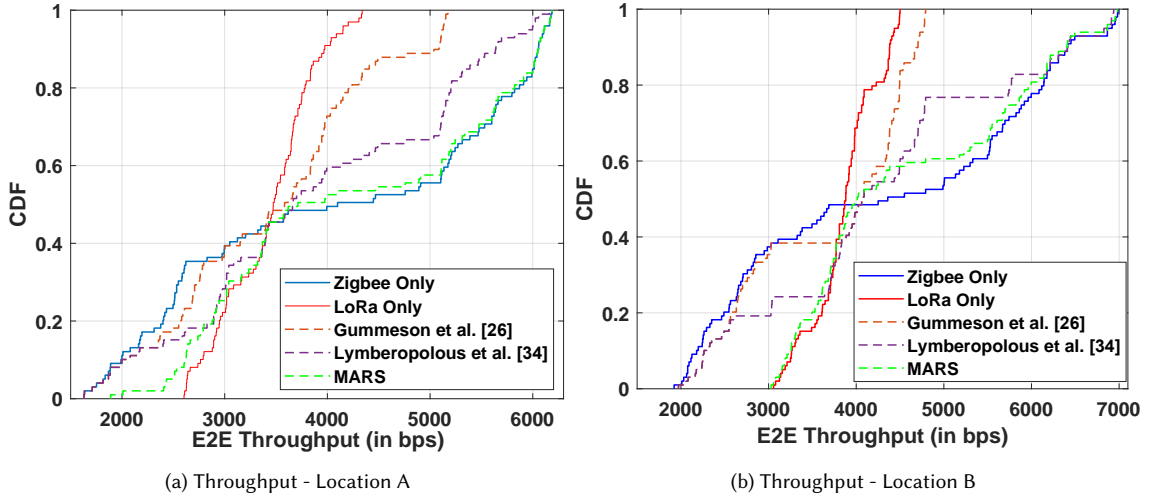 1
0.8
0.6
0.4
0.2
0
CDF
2000 3000 4000 5000 6000
E2E Throughput (in bps)
Zigbee Only
LoRa Only
Gummeson et al. [26]
Lymberopolous et al. [34]
MARS
(a) Throughput - Location A
1
0.8
0.6
0.4
0.2
0
CDF
2000 3000 4000 5000 6000 7000
E2E Throughput (in bps)
Zigbee Only
LoRa Only
Gummeson et al. [26]
Lymberopolous et al. [34]
MARS
(b) Throughput - Location B